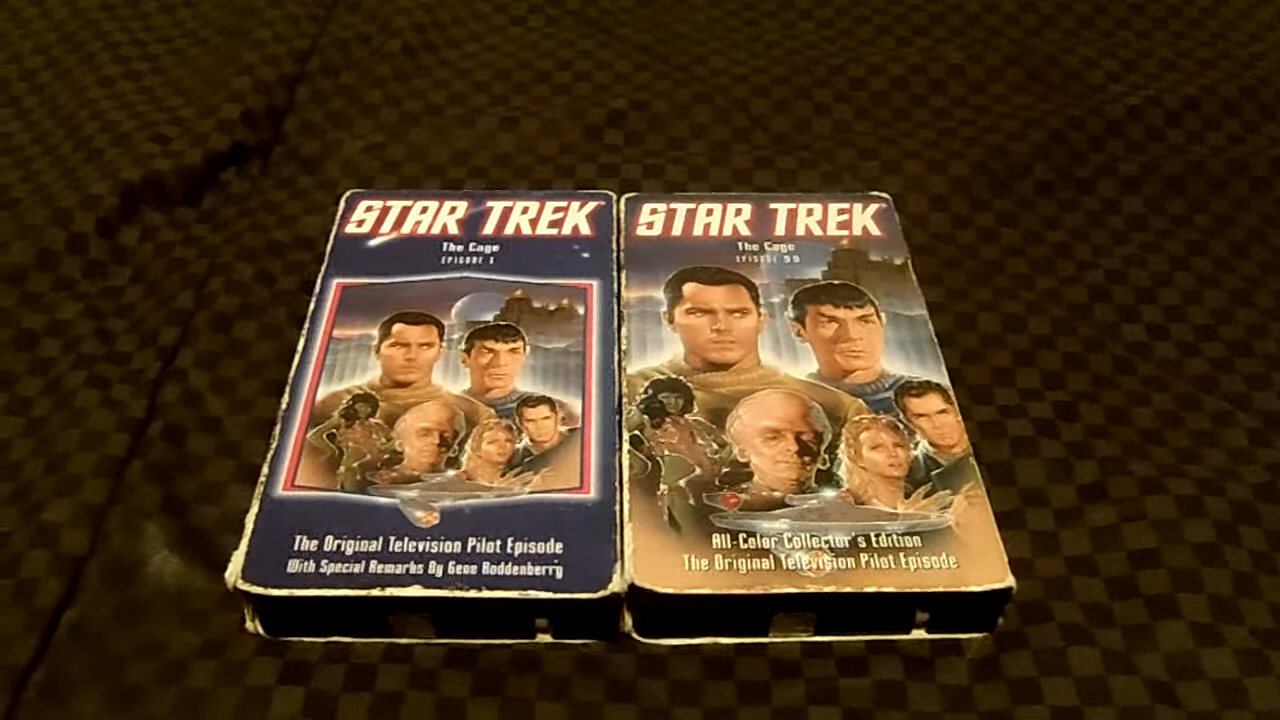 STAR TREK
The Cage
EPISODE 1
The Original Television Pilot Episode
With Special Remarks By Gene Roddenberry
STAR TREK
The Cage
EPISODE 99
All-Color Collector's Edition
The Original Television Pilot Episode